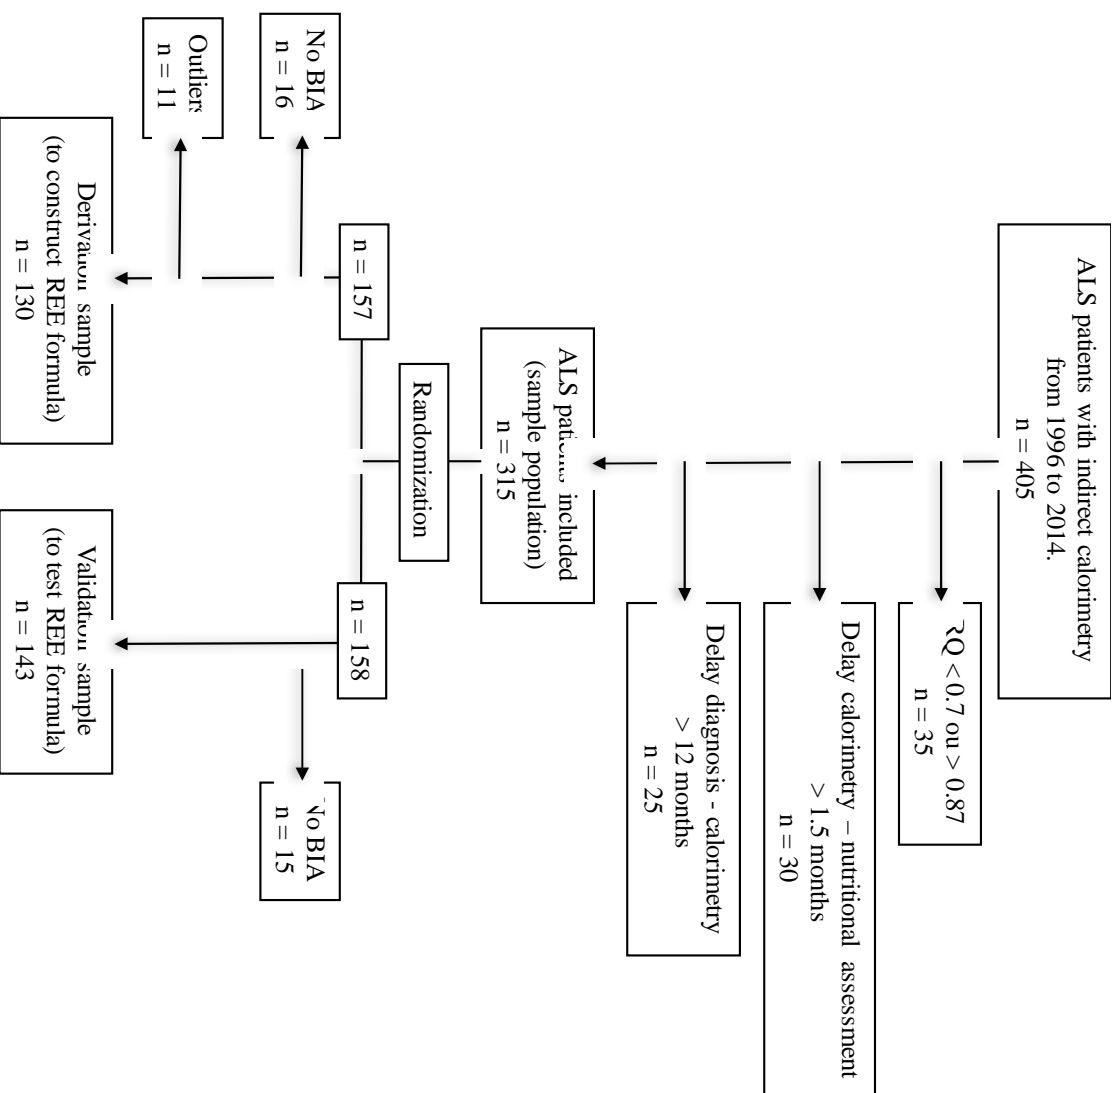 ALS patients with indirect calorimetry
from 1996 to 2014.
n = 405
RQ < 0.7 ou > 0.87
n = 35
Delay calorimetry – nutritional assessment
> 1.5 months
n = 30
Delay diagnosis - calorimetry
> 12 months
n = 25
ALS patients included
(sample population)
n = 315
Randomization
n = 157
n = 158
No BIA
n = 16
No BIA
n = 15
Outliers
n = 11
Derivation sample
(to construct REE formula)
n = 130
Validation sample
(to test REE formula)
n = 143